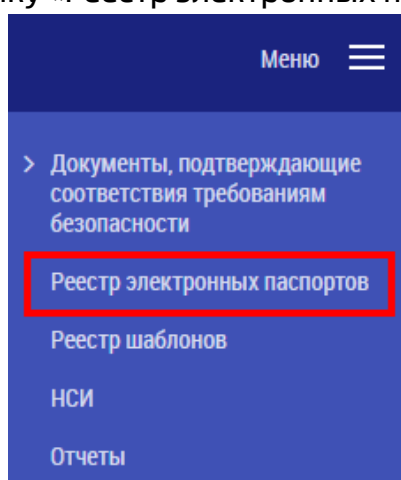 Меню
Документы, подтверждающие
соответствия требованиям
безопасности
Реестр электронных паспортов
Реестр шаблонов
НСИ
Отчеты